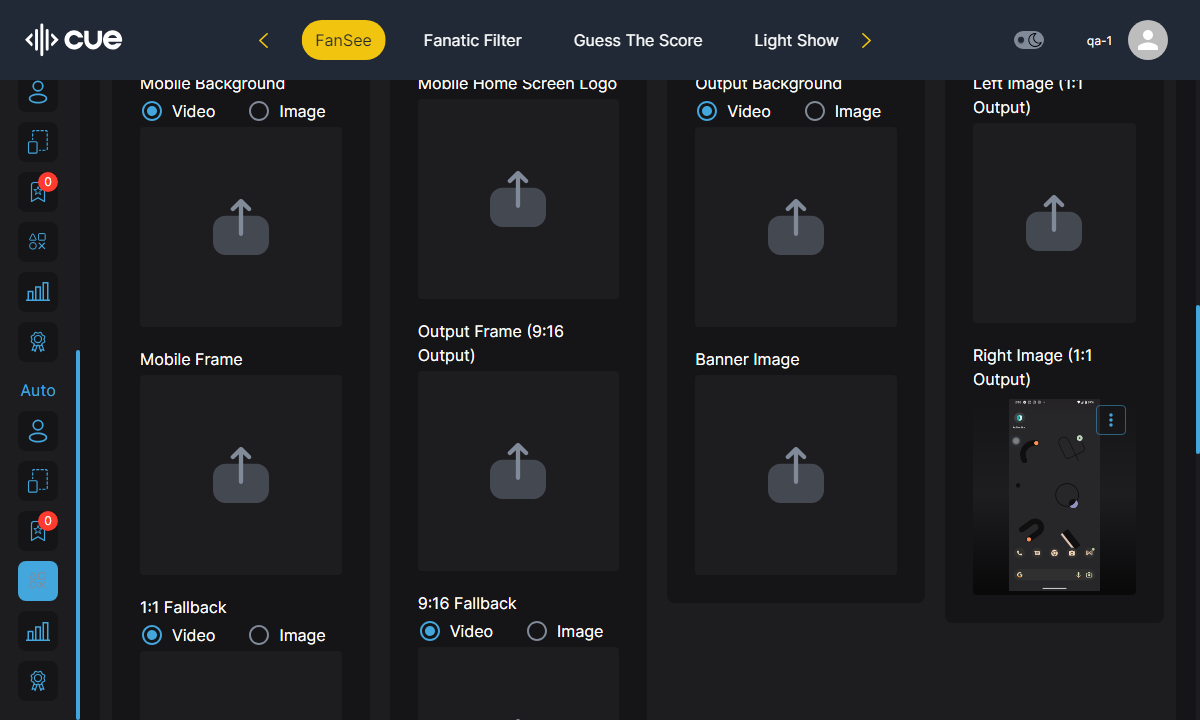 cue
FanSee
Fanatic Filter
Guess The Score
Light Show
qa-1
0
Auto
0
Mobile Background
Video
Image
Mobile Frame
1:1 Fallback
Video
Image
Mobile Home Screen Logo
Output Frame (9:16
Output)
9:16 Fallback
Video
Image
Output Background
Video
Image
Banner Image
Left Image (1:1
Output)
Right Image (1:1
Output)